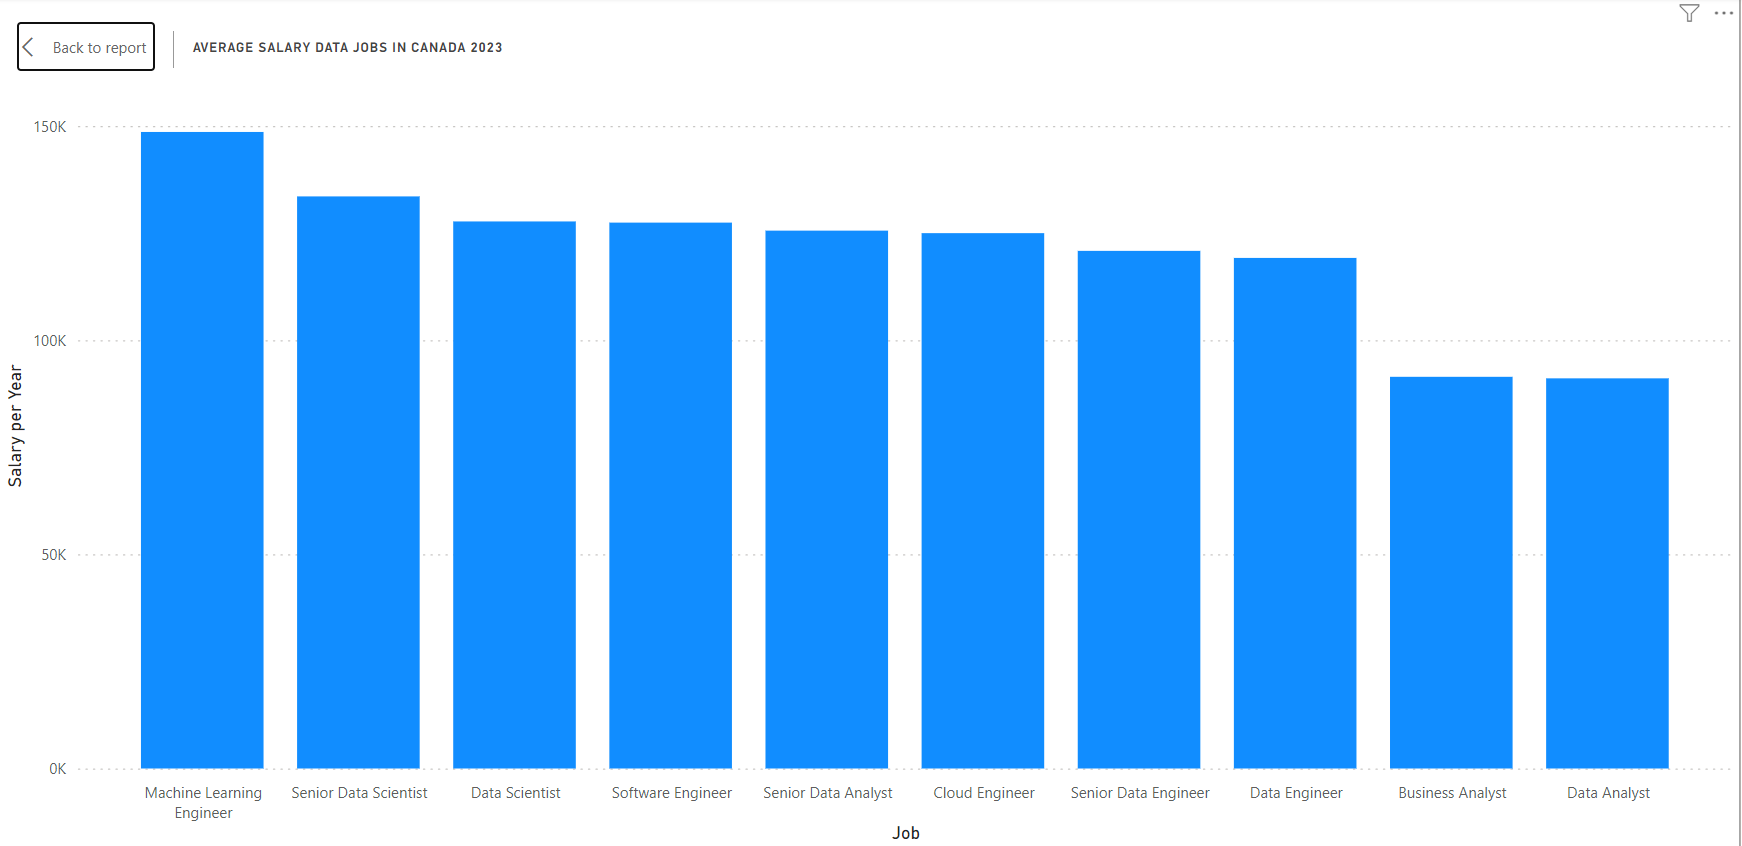 Back to report
AVERAGE SALARY DATA JOBS IN CANADA 2023
150K
100K
50K
0K
Salary per Year
Machine Learning
Engineer
Senior Data Scientist
Data Scientist
Software Engineer
Senior Data Analyst
Cloud Engineer
Senior Data Engineer
Data Engineer
Business Analyst
Data Analyst
Job